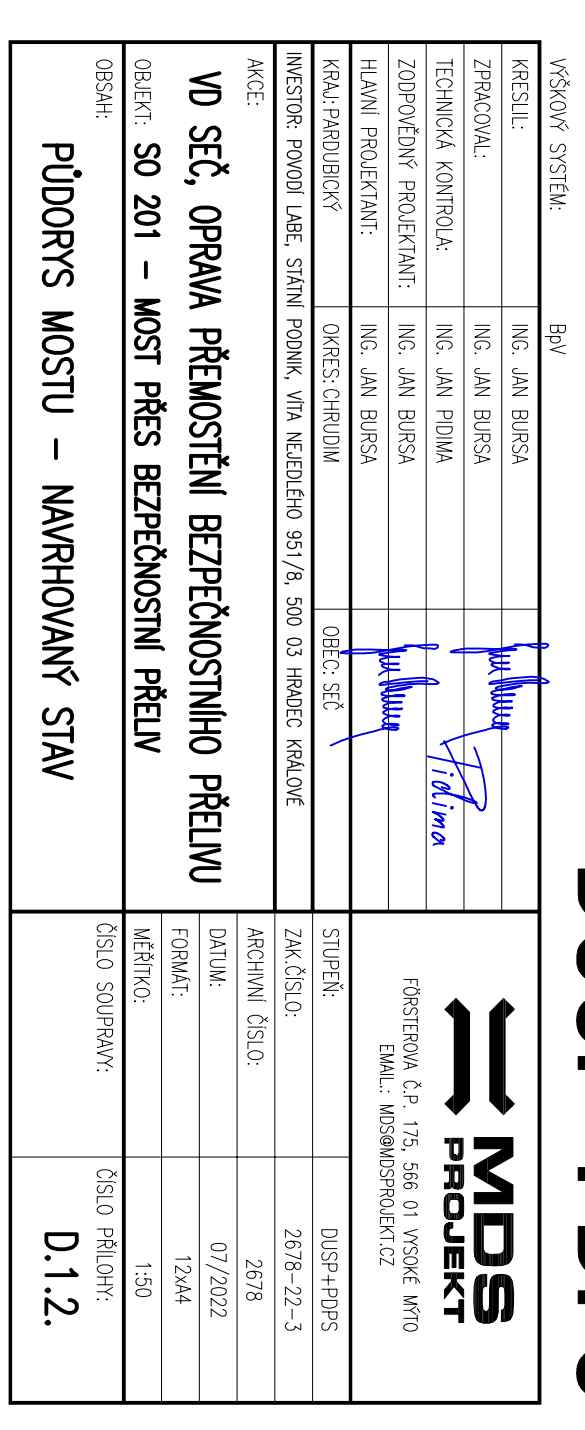 VÝŠKOVÝ SYSTÉM: BpV
KRESLIL: ING. JAN BURSA
ZPRACOVAL: ING. JAN BURSA
TECHNICKÁ KONTROLA: ING. JAN PIDIMA
Pidima
ZODPOVĚDNÝ PROJEKTANT: ING. JAN BURSA
HLAVNÍ PROJEKTANT: ING. JAN BURSA
KRAJ: PARDUBICKÝ OKRES: CHRUDIM OBEC: SEČ
INVESTOR: POVODÍ LABE, STÁTNÍ PODNIK, VÍTA NEJEDLÉHO 951/8, 500 03 HRADEC KRÁLOVÉ
AKCE:
VD SEČ, OPRAVA PŘEMOSTĚNÍ BEZPEČNOSTNÍHO PŘELIVU
OBJEKT: SO 201 – MOST PŘES BEZPEČNOSTNÍ PŘELIV
OBSAH:
PŮDORYS MOSTU – NAVRHOVANÝ STAV
MDS
PROJEKT
FÖRSTEROVA Č.P. 175, 566 01 VYSOKÉ MÝTO
EMAIL.: MDS@MDSPROJEKT.CZ
STUPEŇ: DUSP+PDPS
ZAK.ČÍSLO: 2678-22-3
ARCHIVNÍ ČÍSLO: 2678
DATUM: 07/2022
FORMÁT: 12xA4
MĚŘÍTKO: 1:50
ČÍSLO SOUPRAVY: ČÍSLO PŘÍLOHY:
D.1.2.